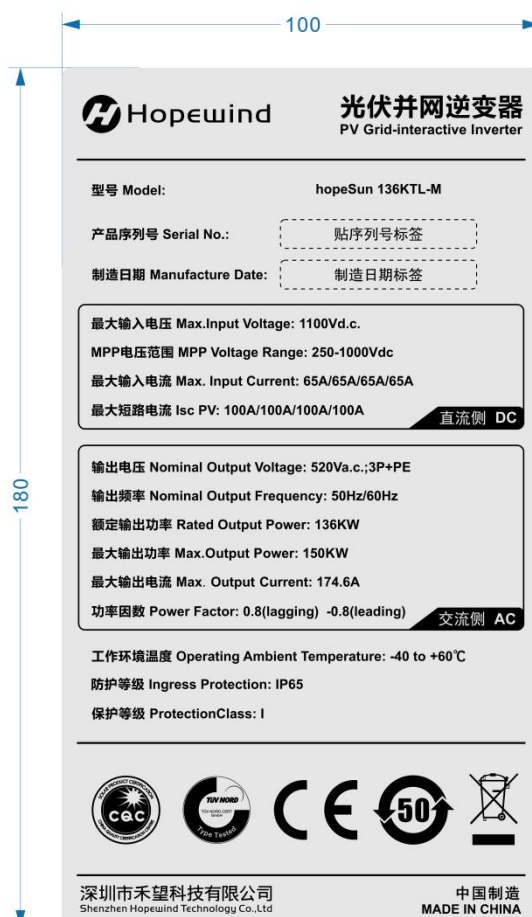 100
180
Hopewind
光伏并网逆变器
PV Grid-interactive Inverter
型号 Model: hopeSun 136KTL-M
产品序列号 Serial No.: 贴序列号标签
制造日期 Manufacture Date: 制造日期标签
最大输入电压 Max.Input Voltage: 1100Vd.c.
MPP电压范围 MPP Voltage Range: 250-1000Vdc
最大输入电流 Max. Input Current: 65A/65A/65A/65A
最大短路电流 Isc PV: 100A/100A/100A/100A
直流侧 DC
输出电压 Nominal Output Voltage: 520Va.c.;3P+PE
输出频率 Nominal Output Frequency: 50Hz/60Hz
额定输出功率 Rated Output Power: 136KW
最大输出功率 Max.Output Power: 150KW
最大输出电流 Max. Output Current: 174.6A
功率因数 Power Factor: 0.8(lagging) -0.8(leading)
交流侧 AC
工作环境温度 Operating Ambient Temperature: -40 to +60℃
防护等级 Ingress Protection: IP65
保护等级 ProtectionClass: I
SOLAR PRODUCT CERTIFICATION
CQC
CHINA QUALITY CERTIFICATION CENTRE
TUV NORD
TÜV NORD CERT
GmbH
Type Tested
CE
50
深圳市禾望科技有限公司
Shenzhen Hopewind Technology Co.,Ltd
中国制造
MADE IN CHINA